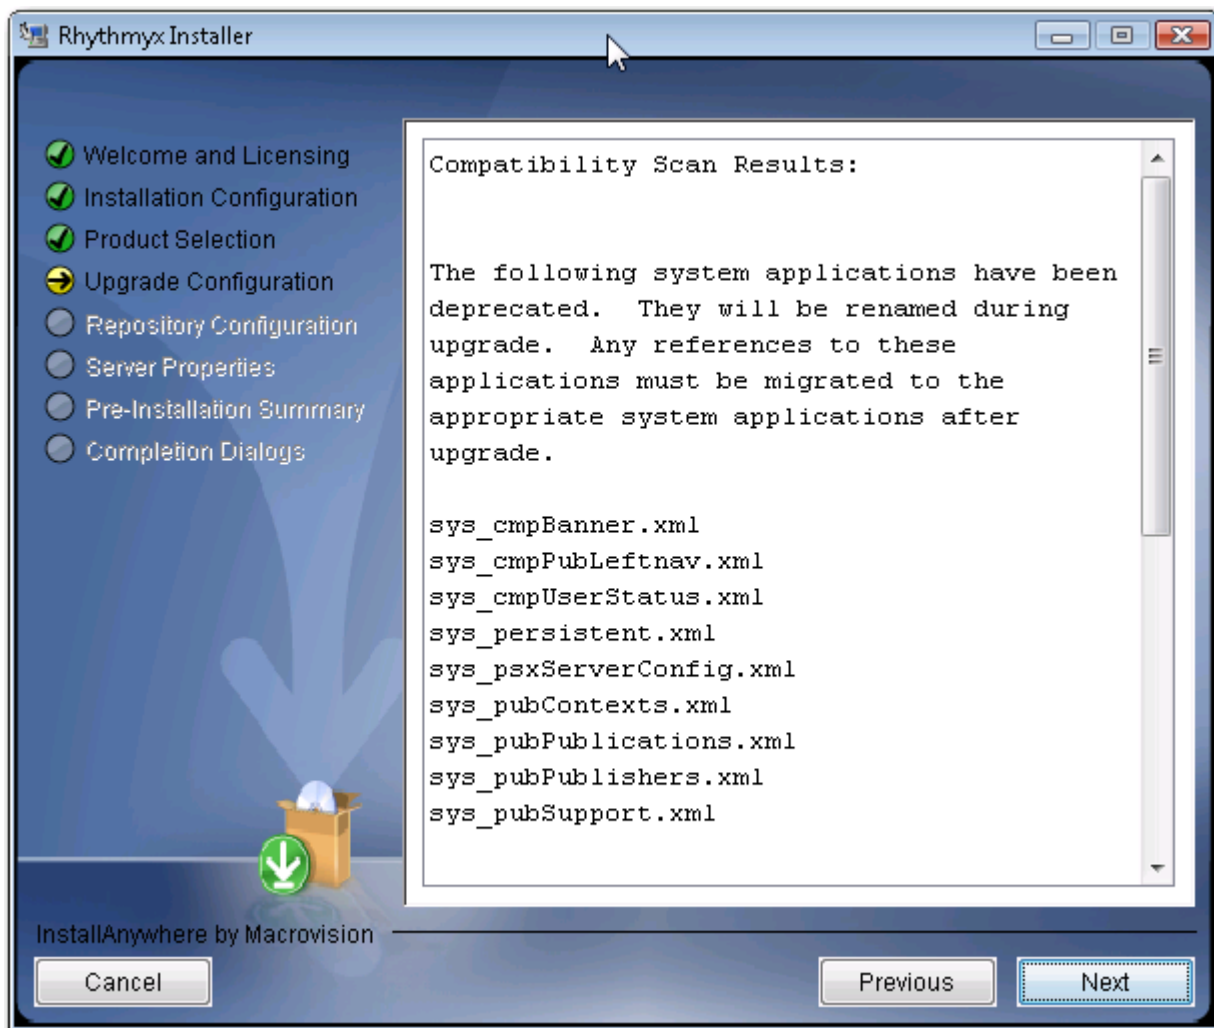 Rhythmyx Installer
Welcome and Licensing
Installation Configuration
Product Selection
Upgrade Configuration
Repository Configuration
Server Properties
Pre-Installation Summary
Completion Dialogs
Compatibility Scan Results:
The following system applications have been
deprecated.  They will be renamed during
upgrade.  Any references to these
applications must be migrated to the
appropriate system applications after
upgrade.
sys_cmpBanner.xml
sys_cmpPubLeftnav.xml
sys_cmpUserStatus.xml
sys_persistent.xml
sys_psxServerConfig.xml
sys_pubContexts.xml
sys_pubPublications.xml
sys_pubPublishers.xml
sys_pubSupport.xml
InstallAnywhere by Macrovision
Cancel
Previous
Next